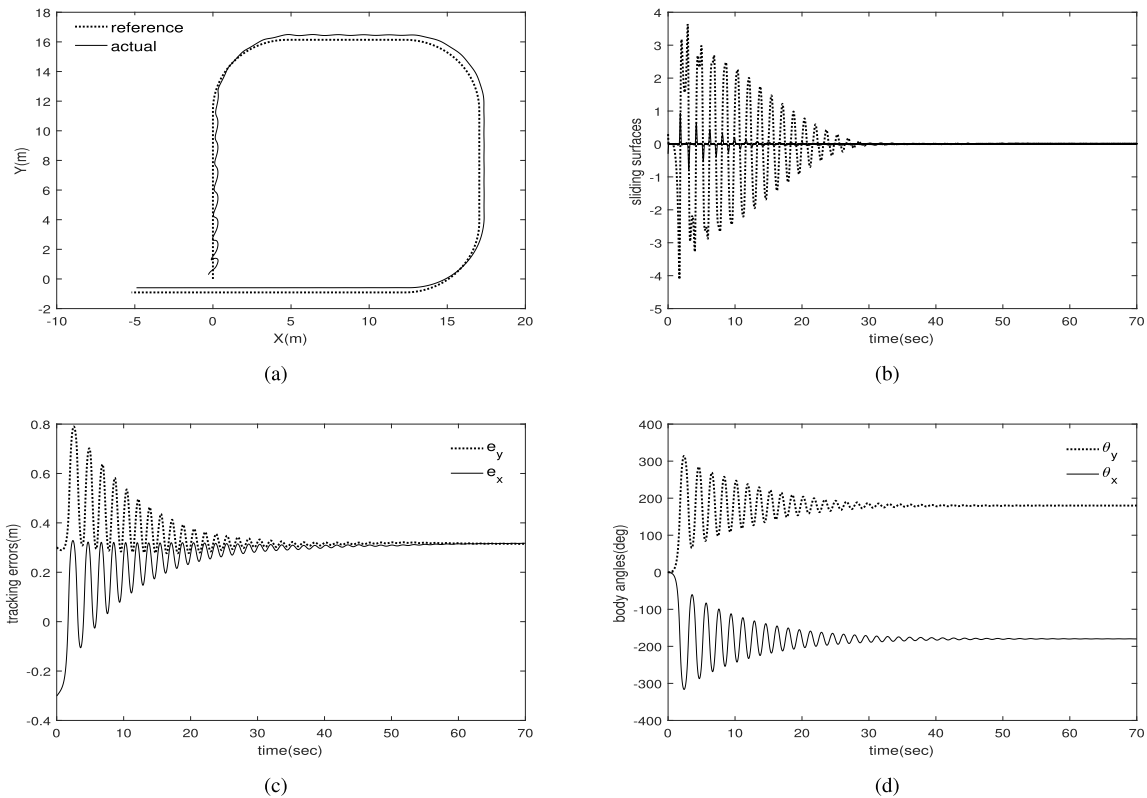 18
16
14
12
10
8
6
4
2
0
-2
Y(m)
reference
actual
-10 -5 0 5 10 15 20
X(m)
(a)
4
3
2
1
0
-1
-2
-3
-4
-5
sliding surfaces
0 10 20 30 40 50 60 70
time(sec)
(b)
0.8
0.6
0.4
0.2
0
-0.2
-0.4
tracking errors(m)
e_y
e_x
0 10 20 30 40 50 60 70
time(sec)
(c)
400
300
200
100
0
-100
-200
-300
-400
body angles(deg)
θ_y
θ_x
0 10 20 30 40 50 60 70
time(sec)
(d)